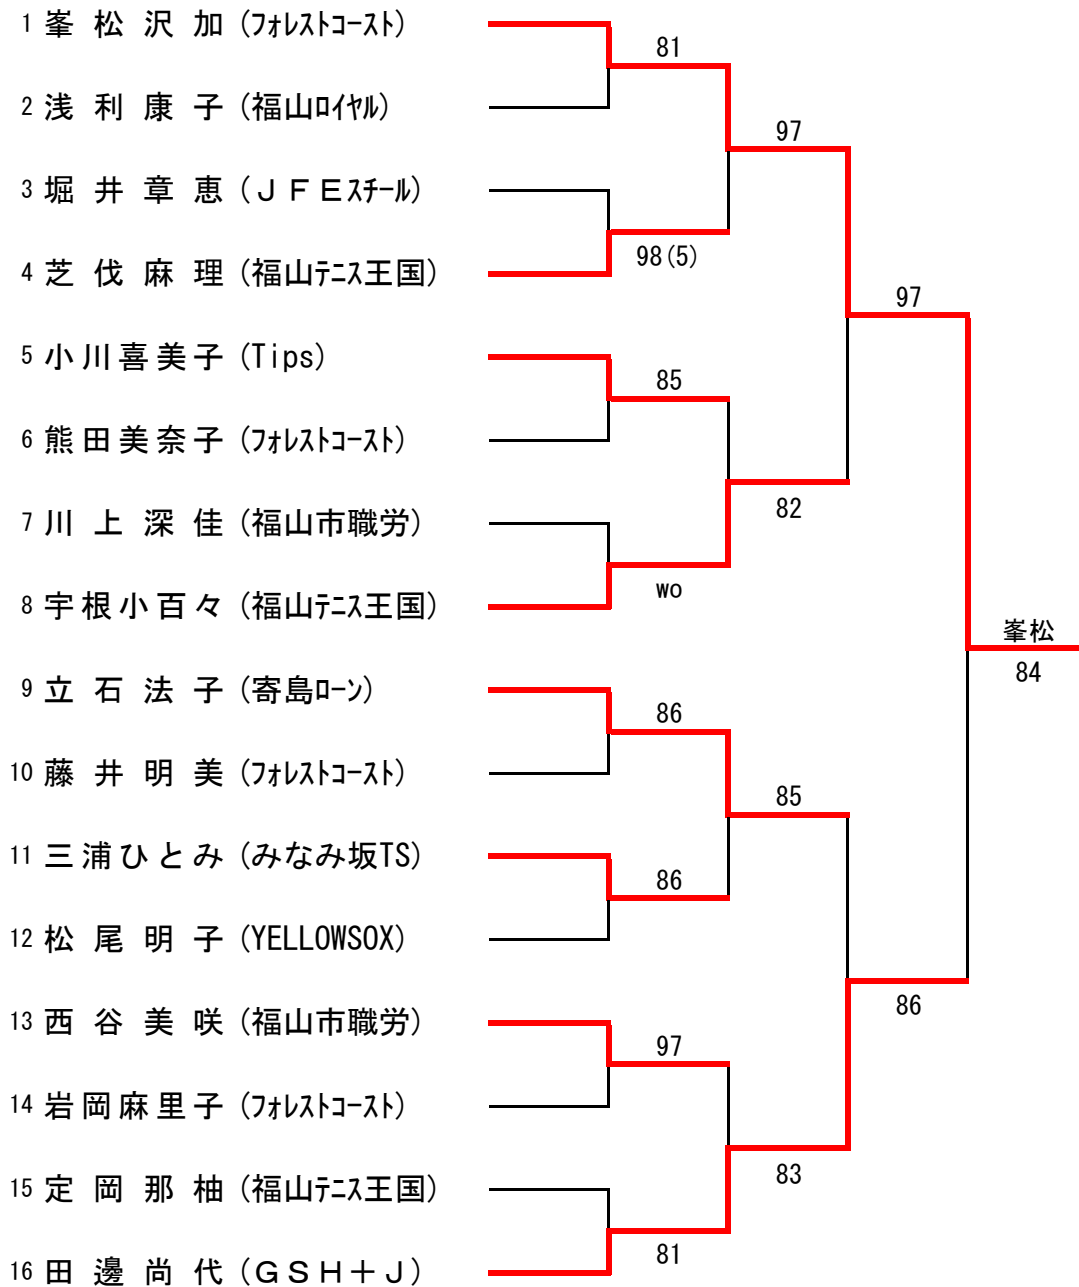 1 峯松沢加 (フォレストコースト)
81
2 浅利康子 (福山ロイヤル)
97
3 堀井章恵 (ＪＦＥスチール)
98(5)
4 芝伐麻理 (福山テニス王国)
97
5 小川喜美子 (Tips)
85
6 熊田美奈子 (フォレストコースト)
82
7 川上深佳 (福山市職労)
wo
8 宇根小百々 (福山テニス王国)
峯松
84
9 立石法子 (寄島ローン)
86
10 藤井明美 (フォレストコースト)
85
11 三浦ひとみ (みなみ坂TS)
86
12 松尾明子 (YELLOWSOX)
86
13 西谷美咲 (福山市職労)
97
14 岩岡麻里子 (フォレストコースト)
83
15 定岡那柚 (福山テニス王国)
81
16 田邊尚代 (ＧＳＨ＋Ｊ)